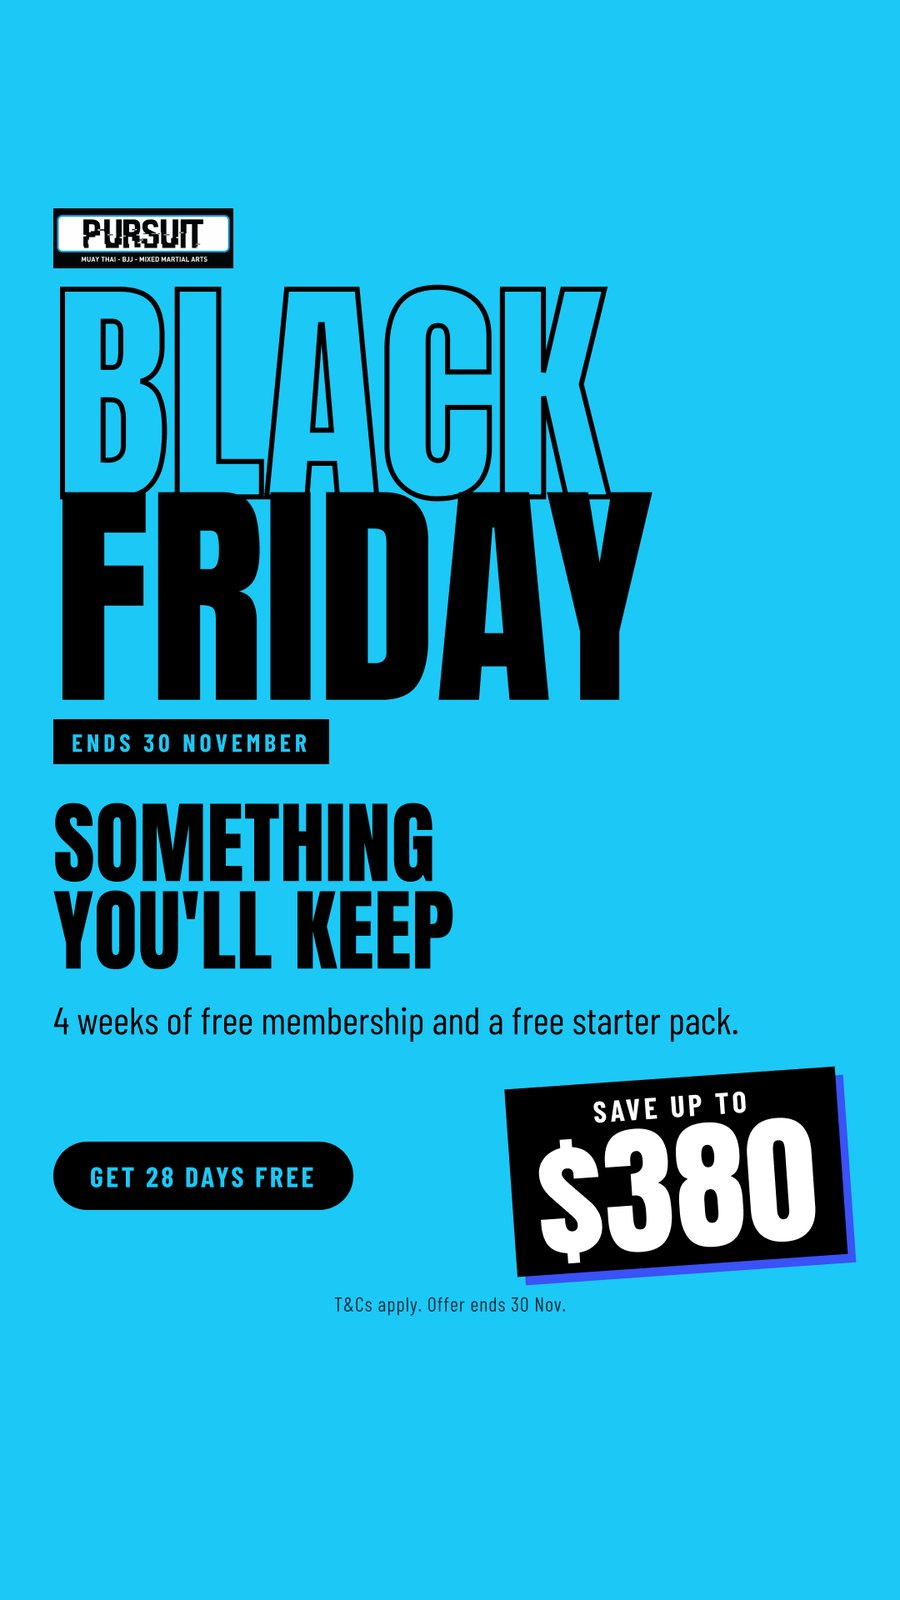 PURSUIT
MUAY THAI - BJJ - MIXED MARTIAL ARTS
BLACK
FRIDAY
ENDS 30 NOVEMBER
SOMETHING
YOU'LL KEEP
4 weeks of free membership and a free starter pack.
SAVE UP TO
$380
GET 28 DAYS FREE
T&Cs apply. Offer ends 30 Nov.